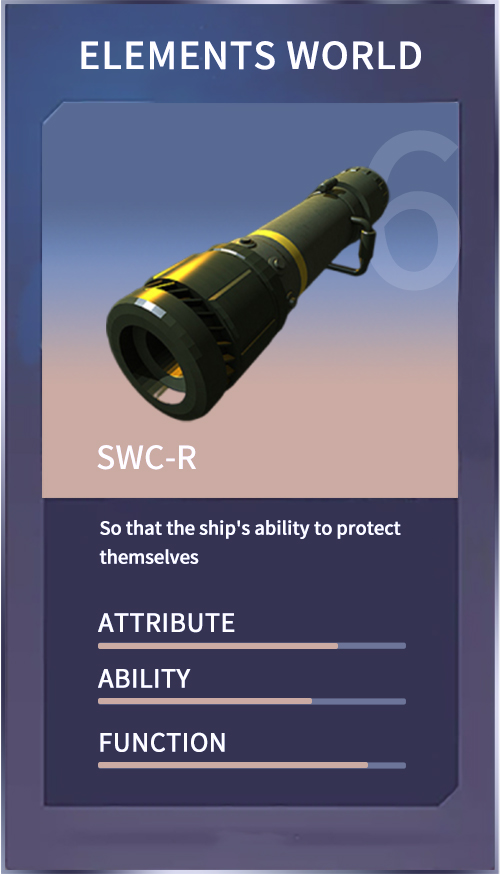 ELEMENTS WORLD
6
SWC-R
So that the ship's ability to protect
themselves
ATTRIBUTE
ABILITY
FUNCTION